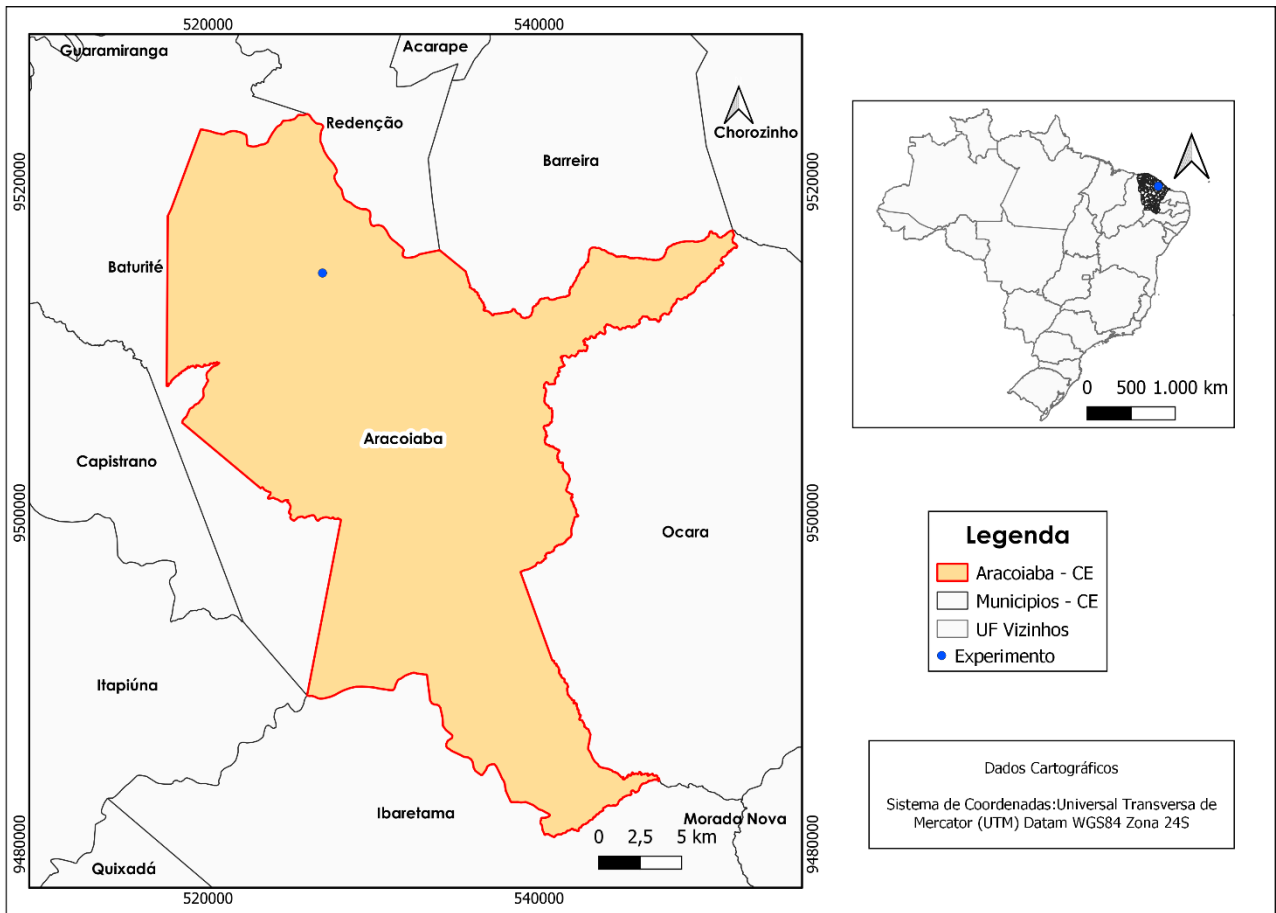 520000
540000
Guaramiranga
Acarape
Redenção
Chorozinho
Barreira
9520000
9520000
Baturité
Aracoiaba
Capistrano
9500000
9500000
Ocara
Itapiúna
Ibaretama
Morada Nova
0 2,5 5 km
Quixadá
9480000
9480000
520000
540000
0 500 1.000 km
Legenda
Aracoiaba - CE
Municipios - CE
UF Vizinhos
Experimento
Dados Cartográficos
Sistema de Coordenadas:Universal Transversa de
Mercator (UTM) Datam WGS84 Zona 24S